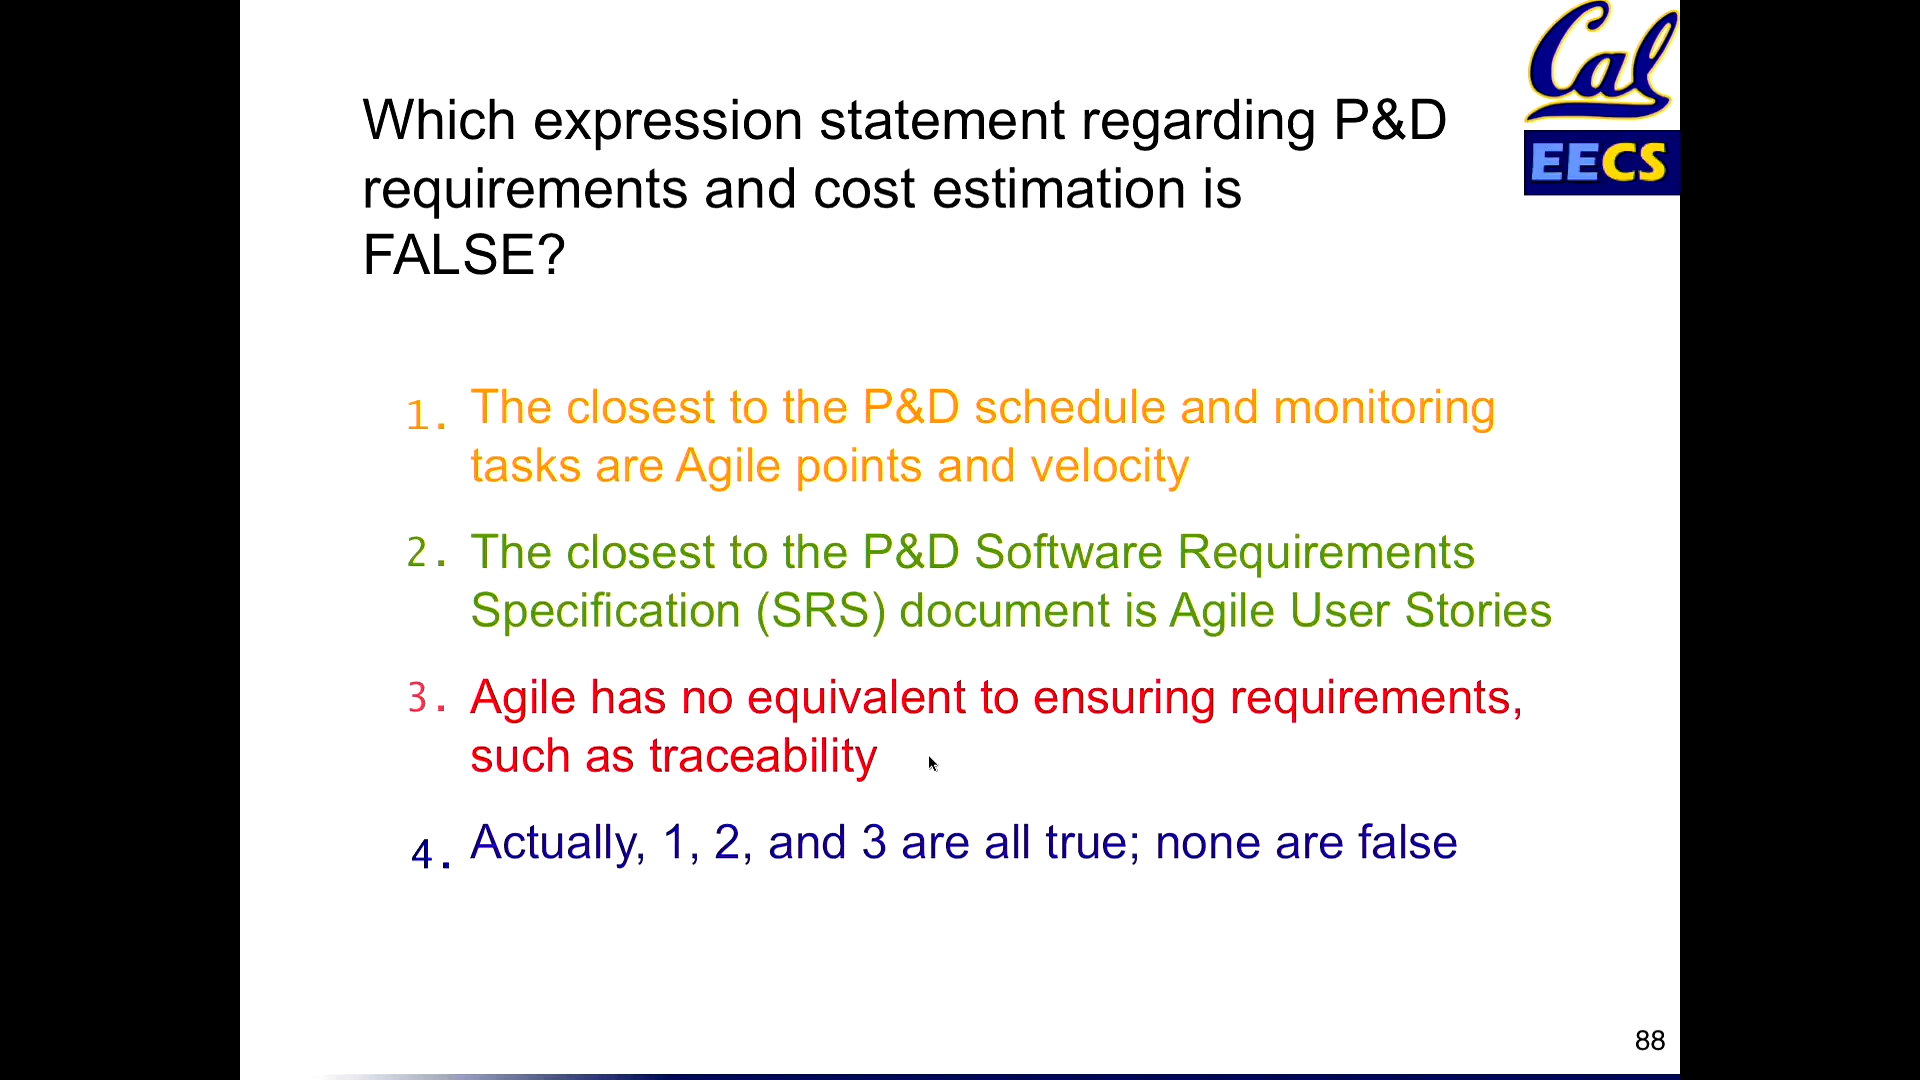 Cal
EECS
Which expression statement regarding P&D
requirements and cost estimation is
FALSE?
1. The closest to the P&D schedule and monitoring
tasks are Agile points and velocity
2. The closest to the P&D Software Requirements
Specification (SRS) document is Agile User Stories
3. Agile has no equivalent to ensuring requirements,
such as traceability
4. Actually, 1, 2, and 3 are all true; none are false
88